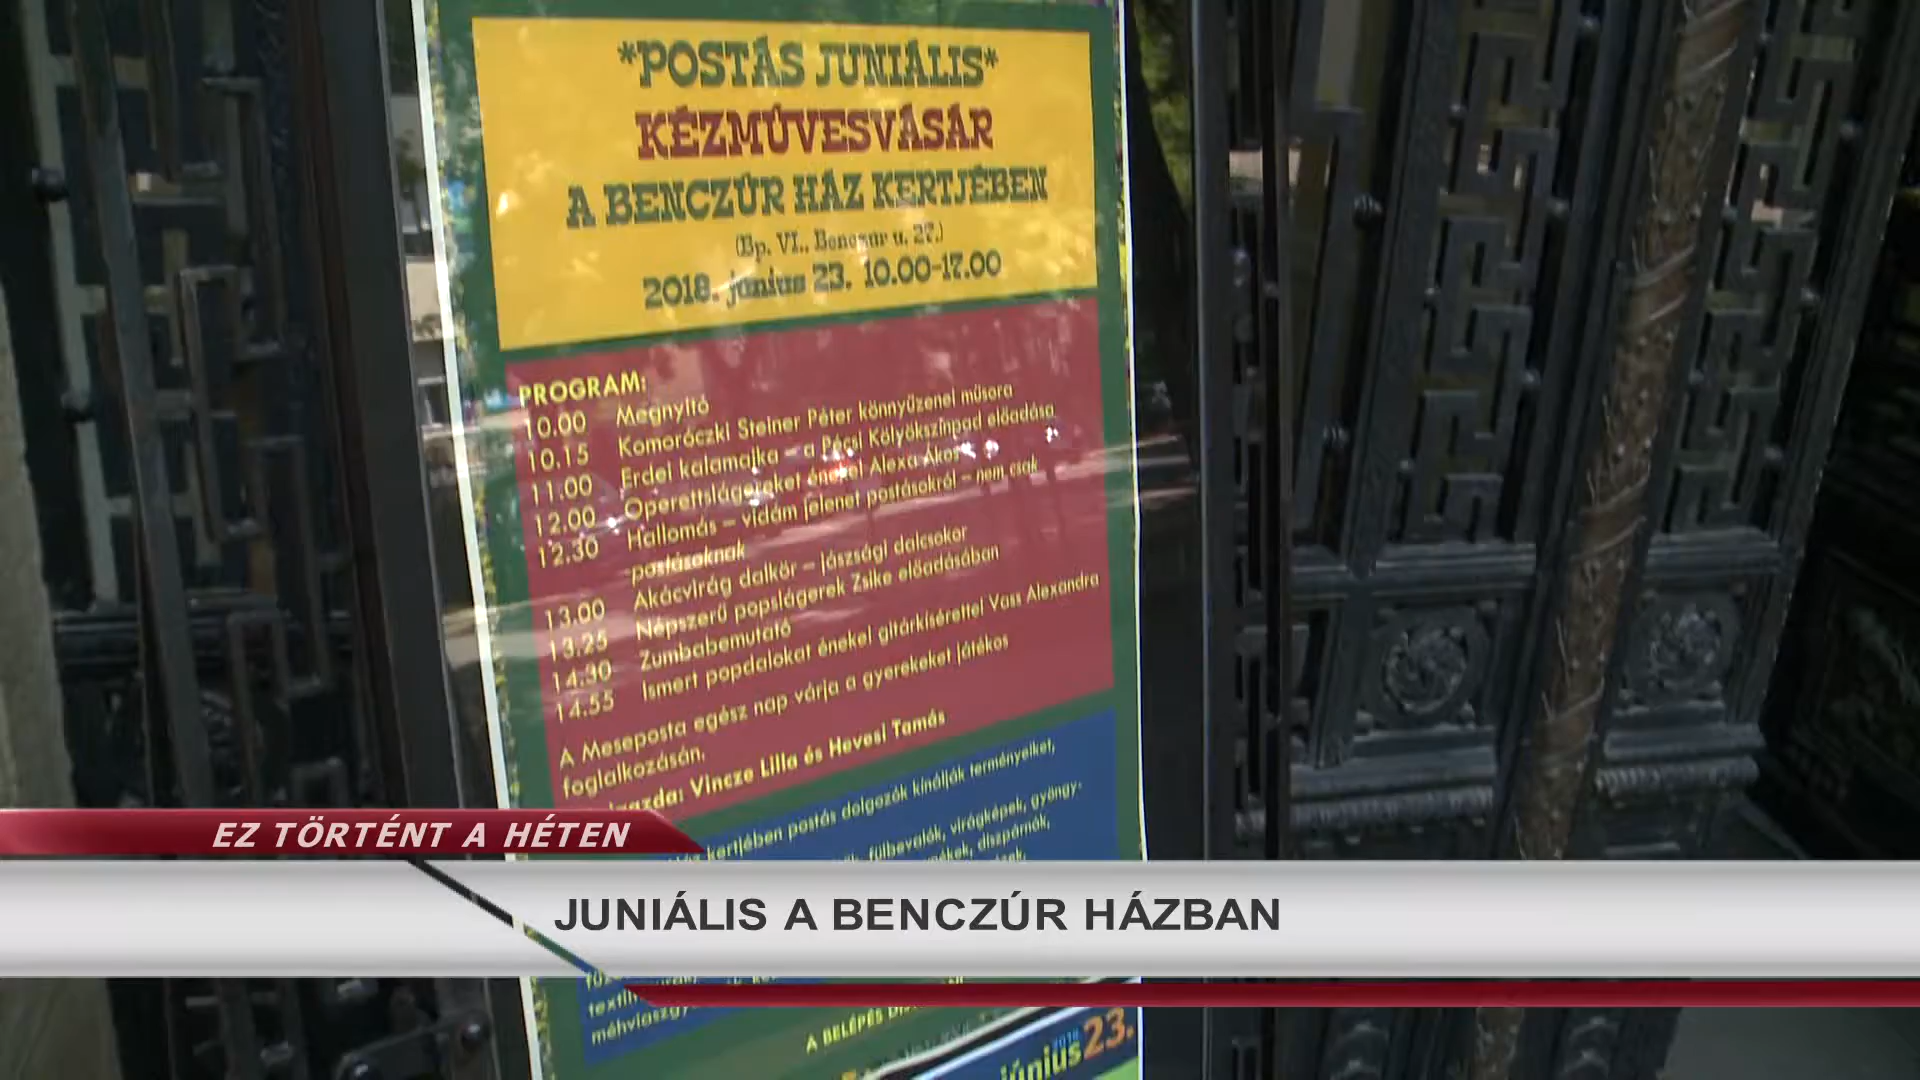 *POSTÁS JUNIÁLIS*
KÉZMŰVESVÁSÁR
A BENCZÚR HÁZ KERTJÉBEN
(Bp. VI., Benczúr u. 27.)
2018. június 23. 10.00-17.00
PROGRAM:
10.00 Megnyitó
10.15 Komoróczki Steiner Péter könnyűzenei műsora
11.00 Erdei kalamajka – a Pécsi Kölyökszínpad előadása
12.00 Operettslágereket énekel Alexa Ákos
12.30 Hallomás – vidám jelenet postásokról – nem csak
postásoknak
13.00 Akácvirág dalkör – jászsági dalcsokor
13.25 Népszerű popslágerek Zsike előadásában
14.30 Zumbabemutató
14.55 Ismert popdalokat énekel gitárkísérettel Vass Alexandra
A Meseposta egész nap várja a gyerekeket játékos
foglalkozásán.
Vincze Lilla és Hevesi Tamás
kertjében postás dolgozók kínálják terményeiket,
fülbevalók, virágképek, gyöngy-
díszpárnák,
EZ TÖRTÉNT A HÉTEN
JUNIÁLIS A BENCZÚR HÁZBAN
A BELÉPÉS
2018
június 23.